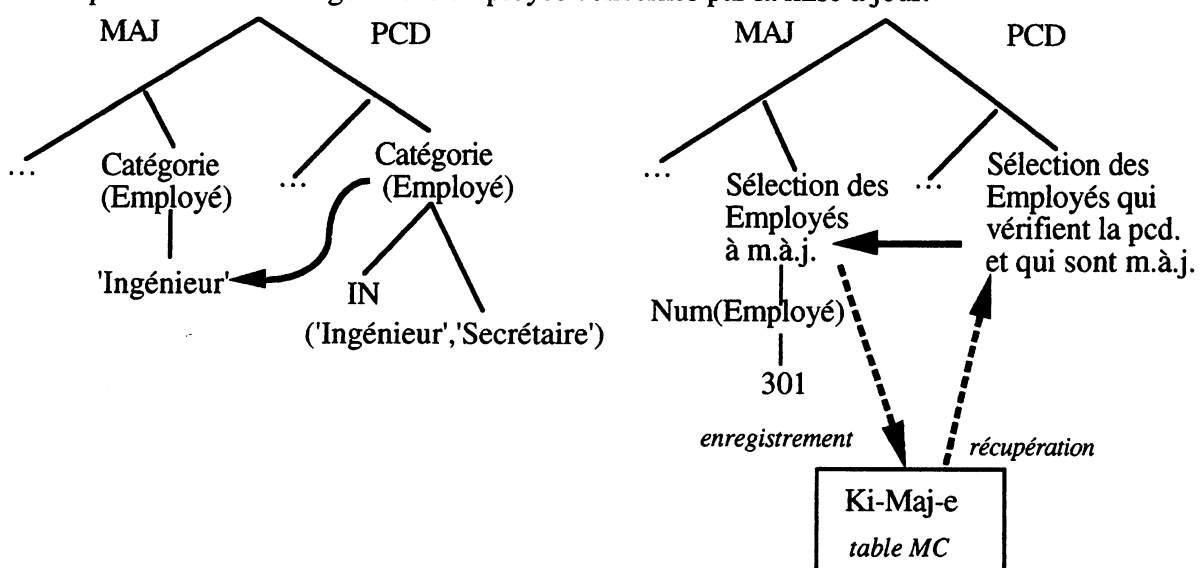 MAJ
PCD
...
Catégorie
(Employé)
'Ingénieur'
...
Catégorie
(Employé)
IN
('Ingénieur','Secrétaire')
MAJ
PCD
...
Sélection des
Employés
à m.à.j.
Num(Employé)
301
...
Sélection des
Employés qui
vérifient la pcd.
et qui sont m.à.j.
enregistrement
récupération
Ki-Maj-e
table MC